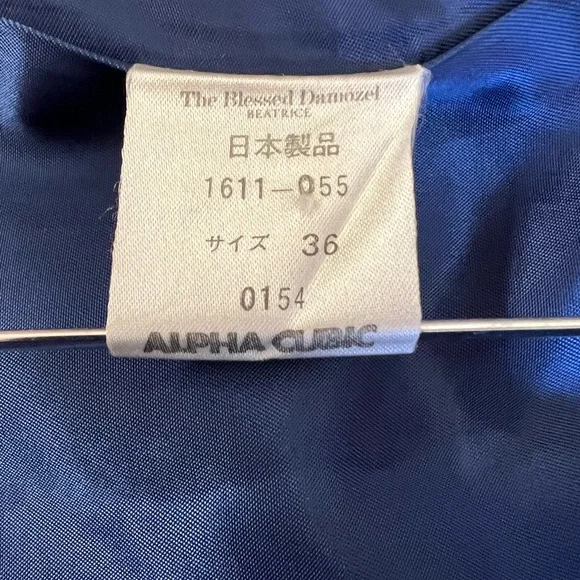 The Blessed Damozel
BEATRICE
日本製品
1611-055
サイズ 36
0154
ALPHA CUBIC